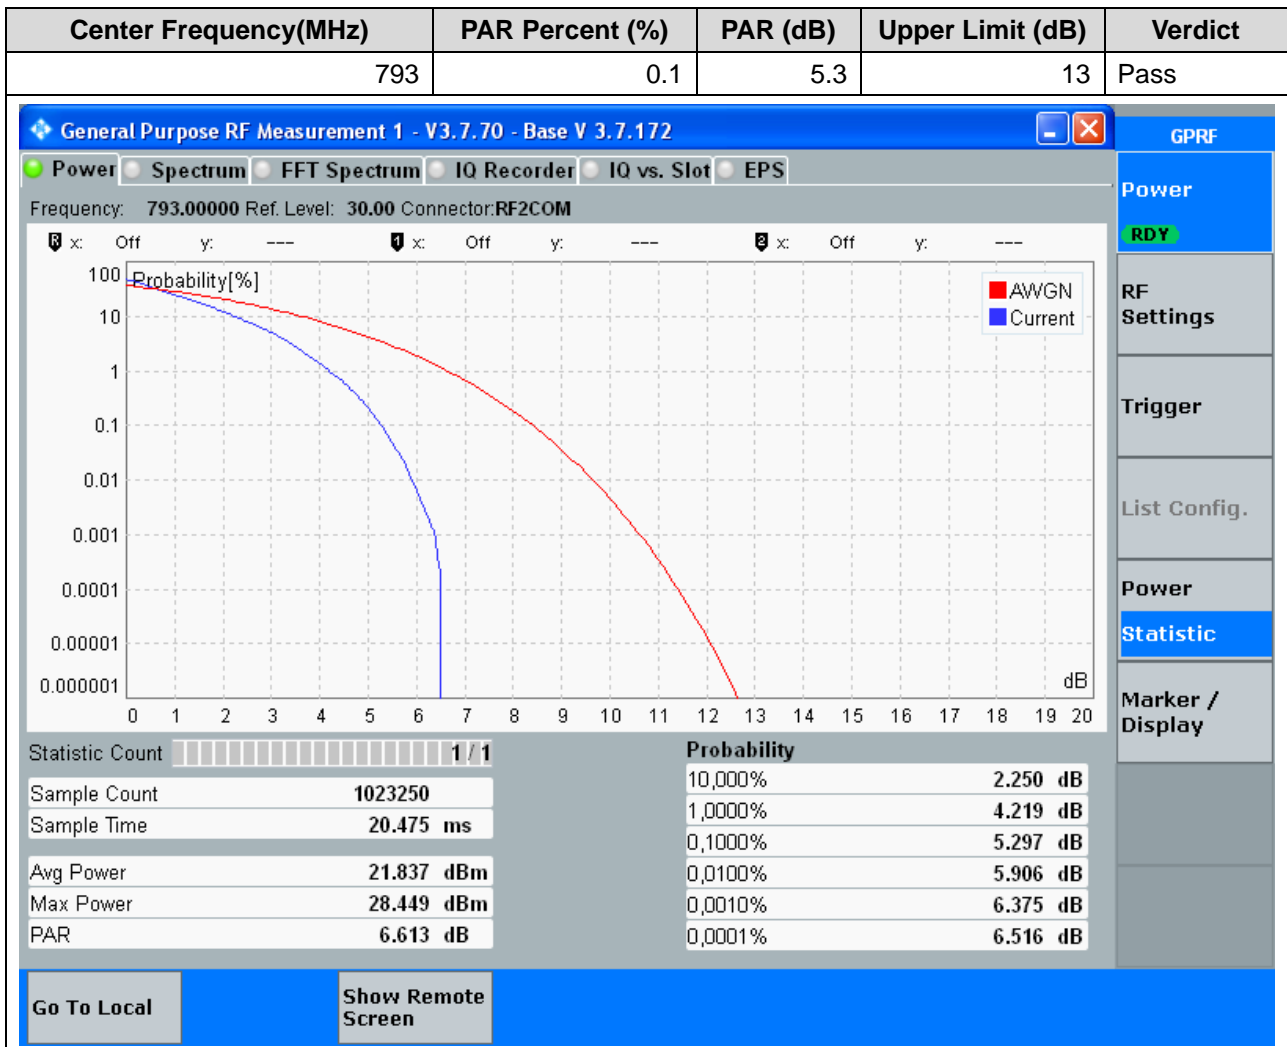 Center Frequency(MHz) PAR Percent (%) PAR (dB) Upper Limit (dB) Verdict
793 0.1 5.3 13 Pass
General Purpose RF Measurement 1 - V3.7.70 - Base V 3.7.172
GPRF
Power Spectrum FFT Spectrum IQ Recorder IQ vs. Slot EPS
Power
RDY
Frequency: 793.00000 Ref. Level: 30.00 Connector:RF2COM
R x: Off y: --- 1 x: Off y: --- 2 x: Off y: ---
Probability[%]
AWGN
Current
100
10
1
0.1
0.01
0.001
0.0001
0.00001
0.000001
dB
0 1 2 3 4 5 6 7 8 9 10 11 12 13 14 15 16 17 18 19 20
RF
Settings
Trigger
List Config.
Power
Statistic
Marker /
Display
Statistic Count 1 / 1
Sample Count 1023250
Sample Time 20.475 ms
Avg Power 21.837 dBm
Max Power 28.449 dBm
PAR 6.613 dB
Probability
10,000% 2.250 dB
1,0000% 4.219 dB
0,1000% 5.297 dB
0,0100% 5.906 dB
0,0010% 6.375 dB
0,0001% 6.516 dB
Go To Local
Show Remote
Screen